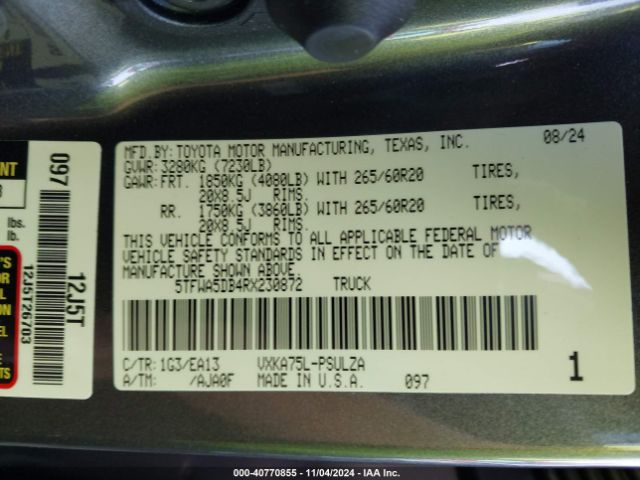 MFD.BY: TOYOTA MOTOR MANUFACTURING, TEXAS, INC. 08/24
GVWR: 3280KG (7230LB)
GAWR: FRT. 1850KG (4080LB) WITH 265/60R20 TIRES,
20X8.5J RIMS.
RR. 1750KG (3860LB) WITH 265/60R20 TIRES,
20X8.5J RIMS.
THIS VEHICLE CONFORMS TO ALL APPLICABLE FEDERAL MOTOR
VEHICLE SAFETY STANDARDS IN EFFECT ON THE DATE OF
MANUFACTURE SHOWN ABOVE.
5TFWA5DB4RX230872 TRUCK
C/TR: 1G3/EA13 VXKA75L-PSULZA
A/TM: /AJA0F MADE IN U.S.A. 097 1
097
12J5T
12J5T26703
lbs.
lb.
000-40770855 - 11/04/2024 - IAA Inc.